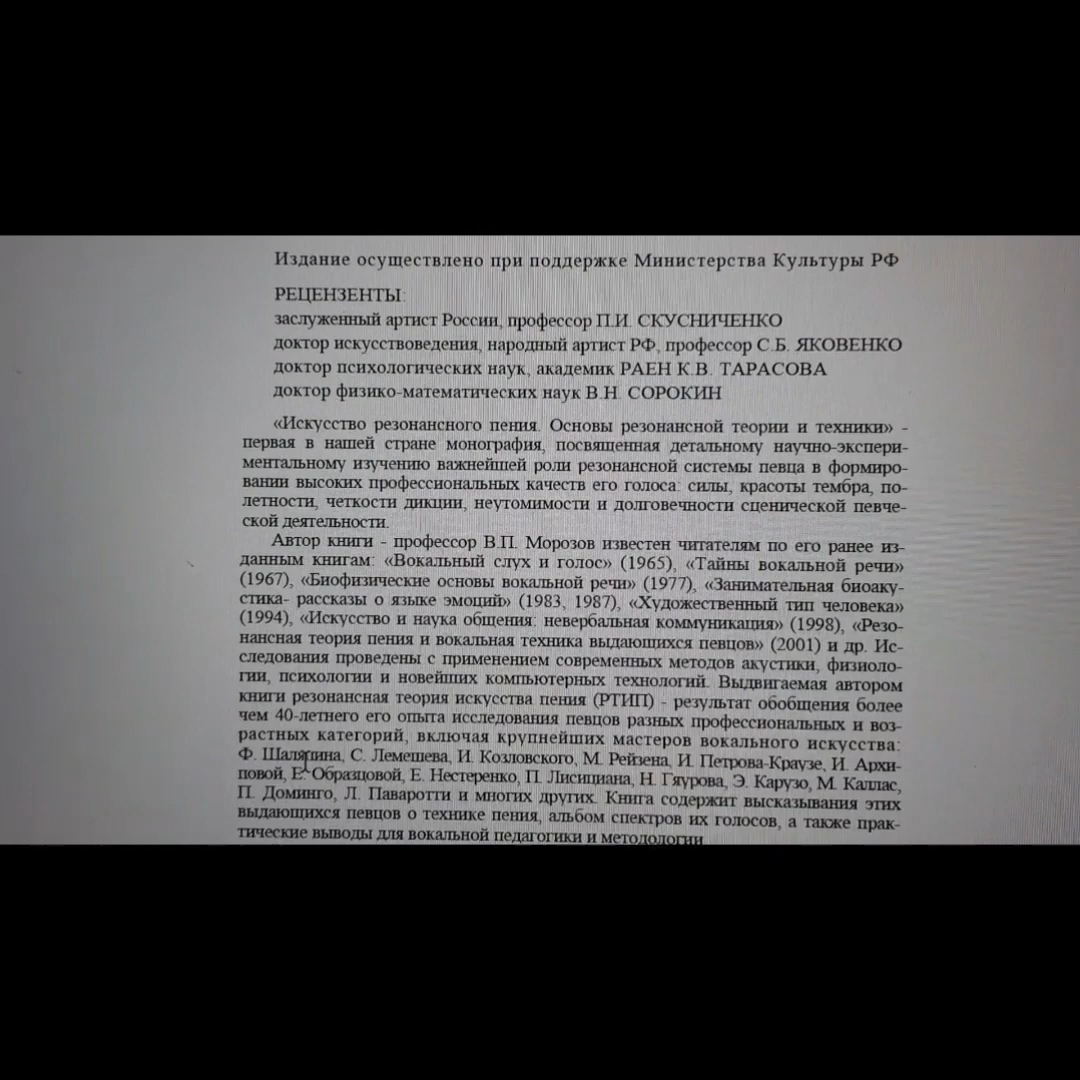 Издание осуществлено при поддержке Министерства Культуры РФ
РЕЦЕНЗЕНТЫ:
заслуженный артист России, профессор П.И. СКУСНИЧЕНКО
доктор искусствоведения, народный артист РФ, профессор С.Б. ЯКОВЕНКО
доктор психологических наук, академик РАЕН К.В. ТАРАСОВА
доктор физико-математических наук В.Н. СОРОКИН
«Искусство резонансного пения. Основы резонансной теории и техники» -
первая в нашей стране монография, посвященная детальному научно-экспери-
ментальному изучению важнейшей роли резонансной системы певца в формиро-
вании высоких профессиональных качеств его голоса: силы, красоты тембра, по-
летности, четкости дикции, неутомимости и долговечности сценической певче-
ской деятельности.
Автор книги - профессор В.П. Морозов известен читателям по его ранее из-
данным книгам: «Вокальный слух и голос» (1965), «Тайны вокальной речи»
(1967), «Биофизические основы вокальной речи» (1977), «Занимательная биоаку-
стика- рассказы о языке эмоций» (1983, 1987), «Художественный тип человека»
(1994), «Искусство и наука общения: невербальная коммуникация» (1998), «Резо-
нансная теория пения и вокальная техника выдающихся певцов» (2001) и др. Ис-
следования проведены с применением современных методов акустики, физиоло-
гии, психологии и новейших компьютерных технологий. Выдвигаемая автором
книги резонансная теория искусства пения (РТИП) - результат обобщения более
чем 40-летнего его опыта исследования певцов разных профессиональных и воз-
растных категорий, включая крупнейших мастеров вокального искусства:
Ф. Шаляпина, С. Лемешева, И. Козловского, М. Рейзена, И. Петрова-Краузе, И. Архи-
повой, Е. Образцовой, Е. Нестеренко, П. Лисициана, Н. Гяурова, Э. Карузо, М. Каллас,
П. Доминго, Л. Паваротти и многих других. Книга содержит высказывания этих
выдающихся певцов о технике пения, альбом спектров их голосов, а также прак-
тические выводы для вокальной педагогики и методологии.